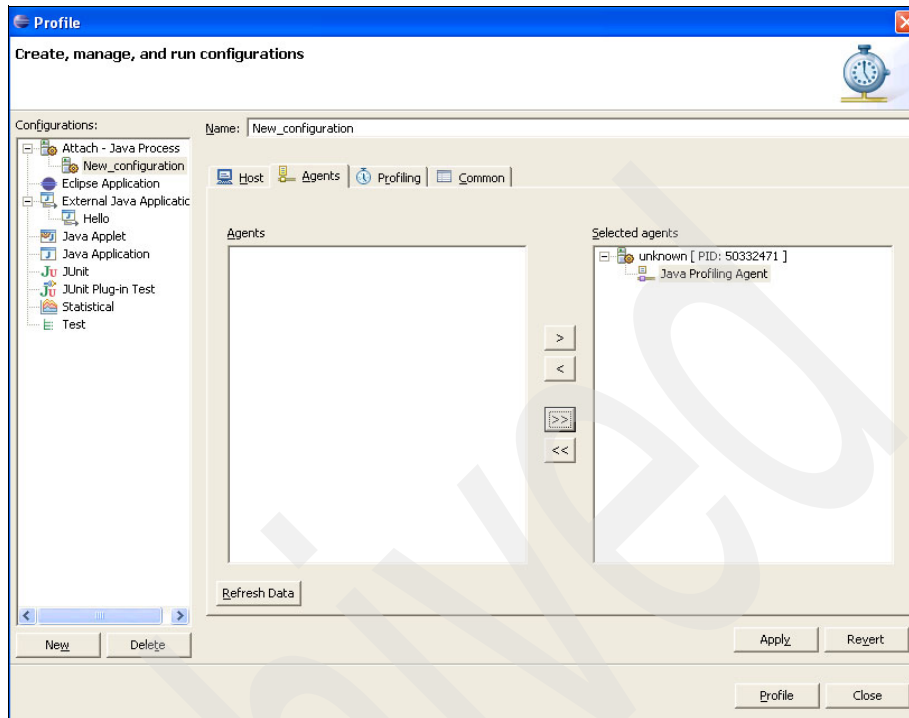 Profile
Create, manage, and run configurations
Configurations:
Attach - Java Process
New_configuration
Eclipse Application
External Java Applicatic
Hello
Java Applet
Java Application
JUnit
JUnit Plug-in Test
Statistical
Test
New
Delete
Name: New_configuration
Host
Agents
Profiling
Common
Agents
>
<
>>
<<
Selected agents
unknown [ PID: 50332471 ]
Java Profiling Agent
Refresh Data
Apply
Revert
Profile
Close